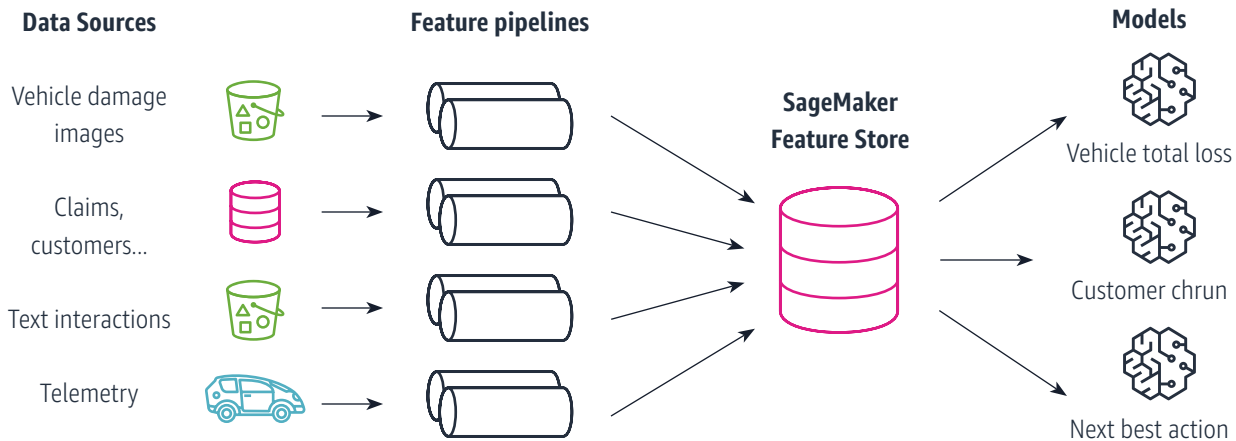 Data Sources
Feature pipelines
Models
Vehicle damage
images
SageMaker
Feature Store
Vehicle total loss
Claims,
customers...
Customer chrun
Text interactions
Telemetry
Next best action